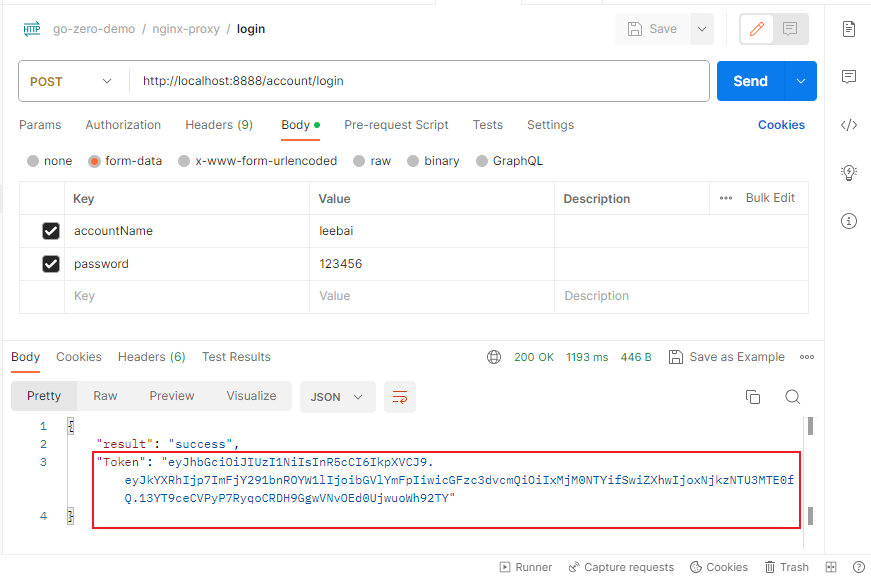 HTTP go-zero-demo / nginx-proxy / login Save
POST http://localhost:8888/account/login Send
Params Authorization Headers (9) Body Pre-request Script Tests Settings Cookies
none form-data x-www-form-urlencoded raw binary GraphQL
Key Value Description ••• Bulk Edit
accountName leebai
password 123456
Key Value Description
Body Cookies Headers (6) Test Results 200 OK 1193 ms 446 B Save as Example •••
Pretty Raw Preview Visualize JSON
1 {
2 "result": "success",
3 "Token": "eyJhbGciOiJIUzI1NiIsInR5cCI6IkpXVCJ9.
eyJkYXRhIjp7ImFjY291bnROYW1lIjoibGVlYmFpIiwicGFzc3dvcmQiOiIxMjM0NTYifSwiZXhwIjoxNjkzNTU3MTE0f
Q.13YT9ceCVPyP7RyqoCRDH9GgwVNvOEd0UjwuoWh92TY"
4 }
Runner Capture requests Cookies Trash